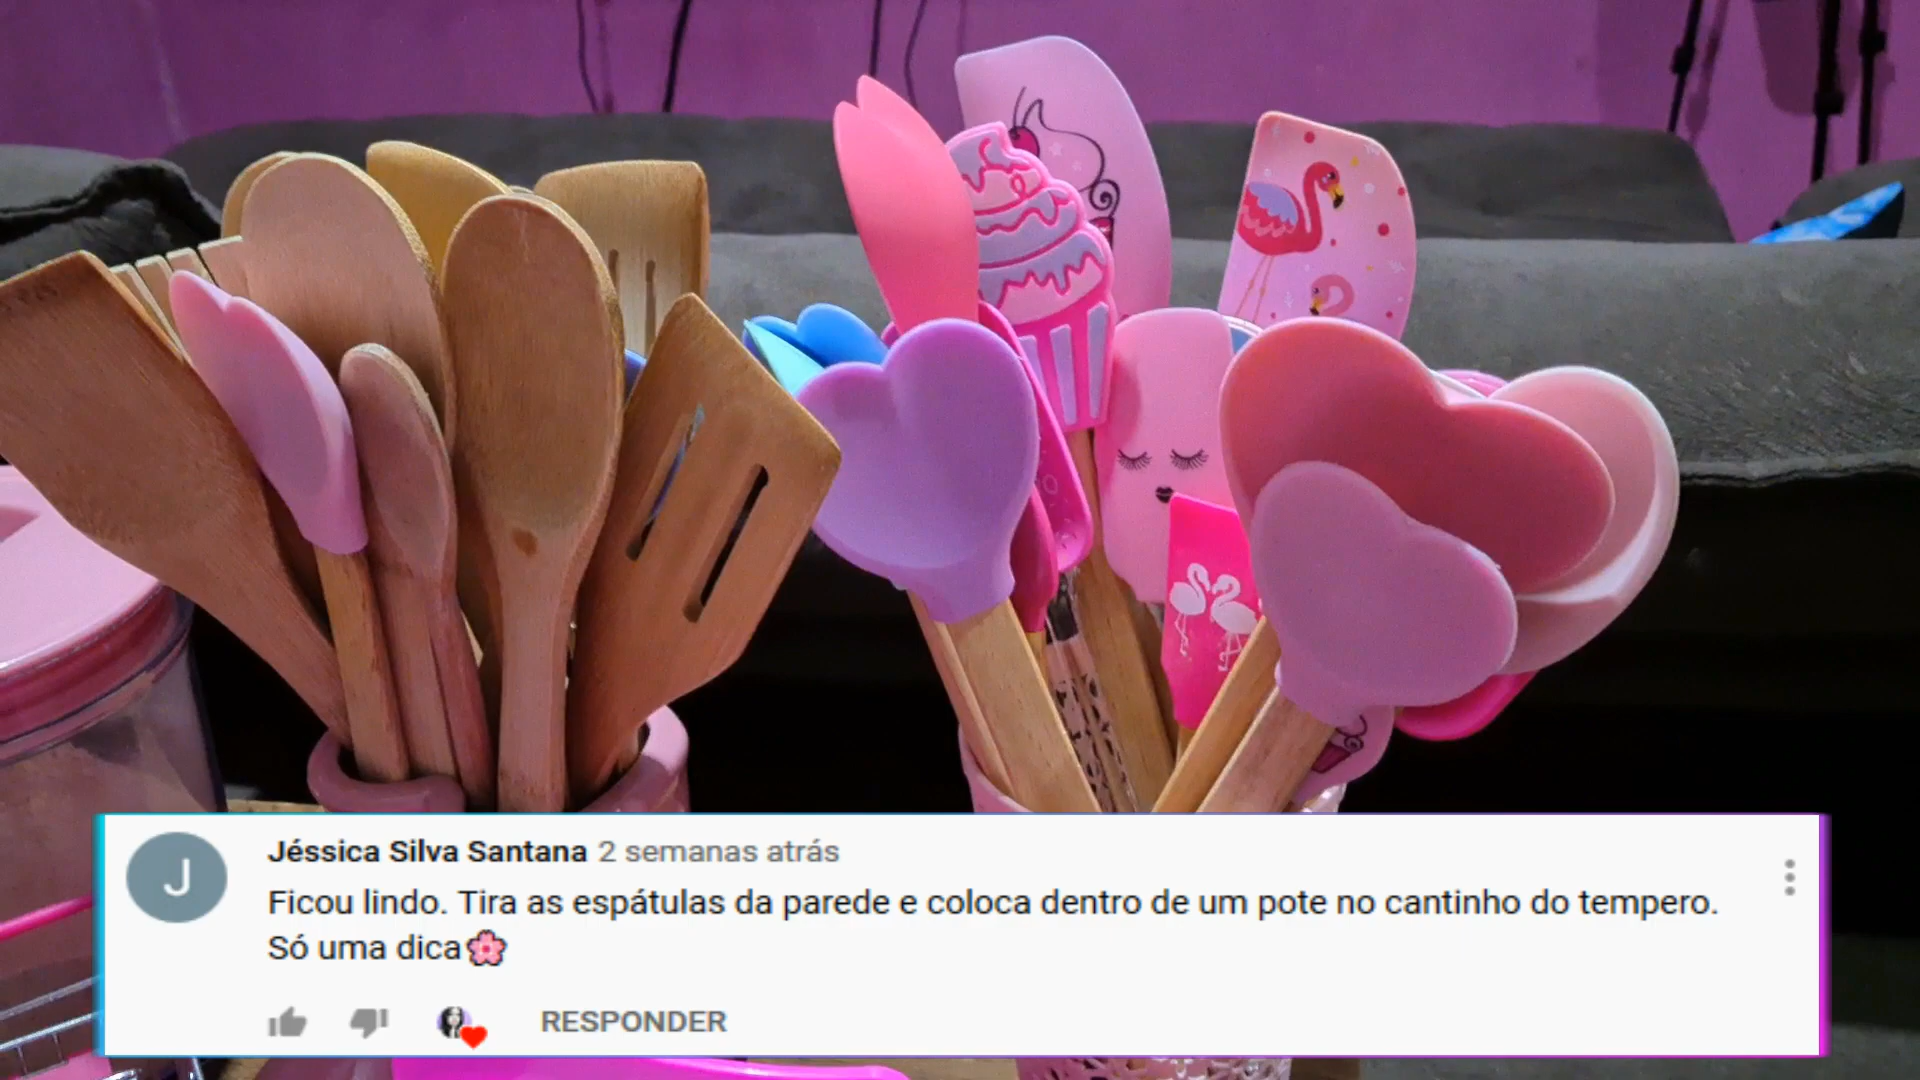 J
Jéssica Silva Santana 2 semanas atrás
Ficou lindo. Tira as espátulas da parede e coloca dentro de um pote no cantinho do tempero.
Só uma dica🌸
RESPONDER